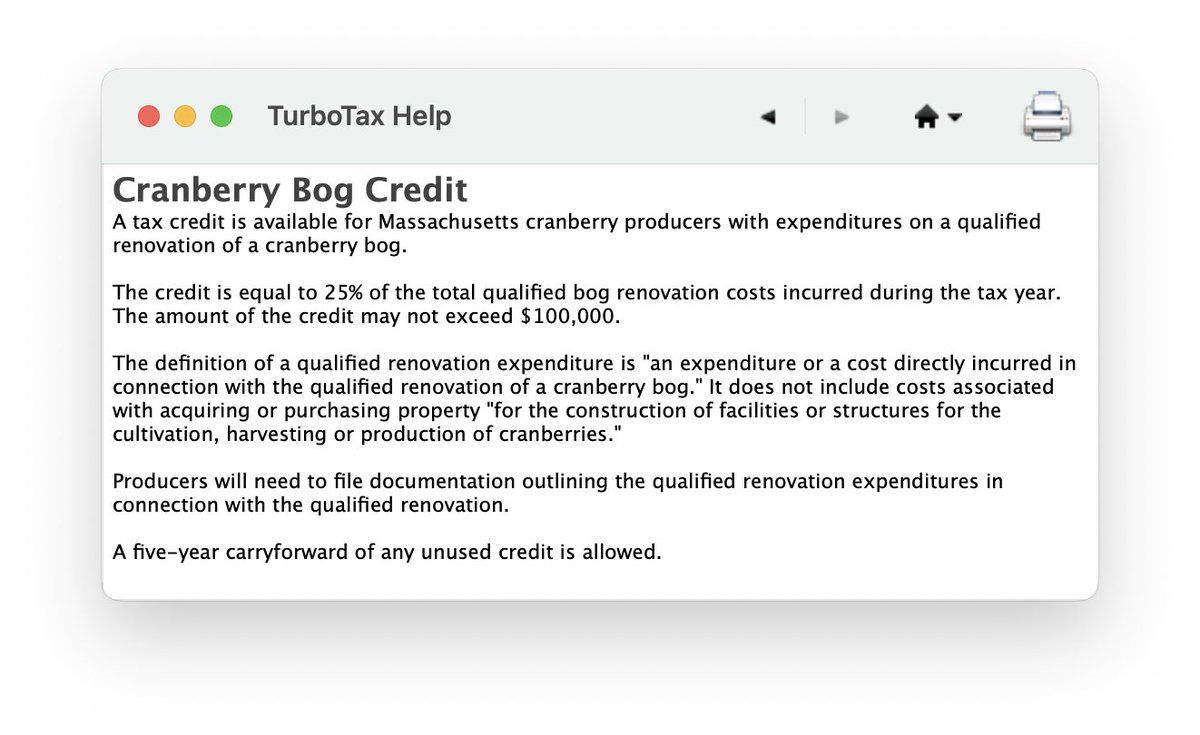 TurboTax Help
Cranberry Bog Credit
A tax credit is available for Massachusetts cranberry producers with expenditures on a qualified
renovation of a cranberry bog.
The credit is equal to 25% of the total qualified bog renovation costs incurred during the tax year.
The amount of the credit may not exceed $100,000.
The definition of a qualified renovation expenditure is "an expenditure or a cost directly incurred in
connection with the qualified renovation of a cranberry bog." It does not include costs associated
with acquiring or purchasing property "for the construction of facilities or structures for the
cultivation, harvesting or production of cranberries."
Producers will need to file documentation outlining the qualified renovation expenditures in
connection with the qualified renovation.
A five-year carryforward of any unused credit is allowed.